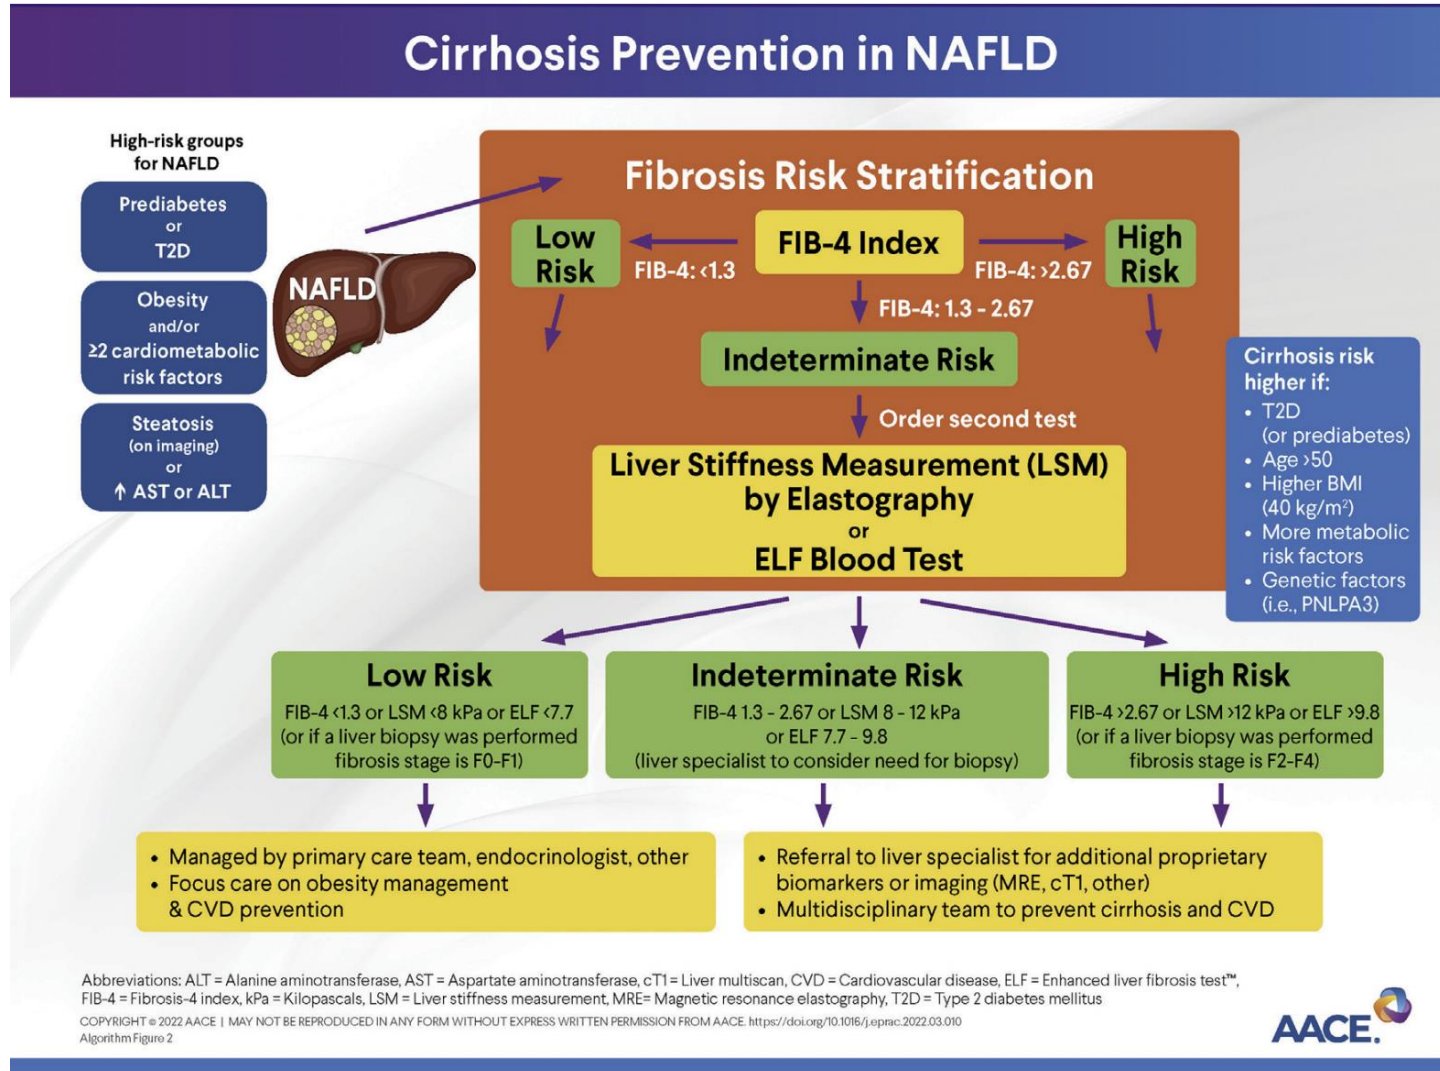 Cirrhosis Prevention in NAFLD
High-risk groups
for NAFLD
Prediabetes
or
T2D
Obesity
and/or
≥2 cardiometabolic
risk factors
Steatosis
(on imaging)
or
↑ AST or ALT
NAFLD
Fibrosis Risk Stratification
Low
Risk
FIB-4: <1.3
FIB-4 Index
FIB-4: >2.67
High
Risk
FIB-4: 1.3 - 2.67
Indeterminate Risk
Order second test
Liver Stiffness Measurement (LSM)
by Elastography
or
ELF Blood Test
Cirrhosis risk
higher if:
• T2D
(or prediabetes)
• Age >50
• Higher BMI
(40 kg/m²)
• More metabolic
risk factors
• Genetic factors
(i.e., PNLPA3)
Low Risk
FIB-4 <1.3 or LSM <8 kPa or ELF <7.7
(or if a liver biopsy was performed
fibrosis stage is F0-F1)
Indeterminate Risk
FIB-4 1.3 - 2.67 or LSM 8 - 12 kPa
or ELF 7.7 - 9.8
(liver specialist to consider need for biopsy)
High Risk
FIB-4 >2.67 or LSM >12 kPa or ELF >9.8
(or if a liver biopsy was performed
fibrosis stage is F2-F4)
• Managed by primary care team, endocrinologist, other
• Focus care on obesity management
& CVD prevention
• Referral to liver specialist for additional proprietary
biomarkers or imaging (MRE, cT1, other)
• Multidisciplinary team to prevent cirrhosis and CVD
Abbreviations: ALT = Alanine aminotransferase, AST = Aspartate aminotransferase, cT1 = Liver multiscan, CVD = Cardiovascular disease, ELF = Enhanced liver fibrosis test™,
FIB-4 = Fibrosis-4 index, kPa = Kilopascals, LSM = Liver stiffness measurement, MRE= Magnetic resonance elastography, T2D = Type 2 diabetes mellitus
COPYRIGHT © 2022 AACE | MAY NOT BE REPRODUCED IN ANY FORM WITHOUT EXPRESS WRITTEN PERMISSION FROM AACE. https://doi.org/10.1016/j.eprac.2022.03.010
Algorithm Figure 2
AACE.